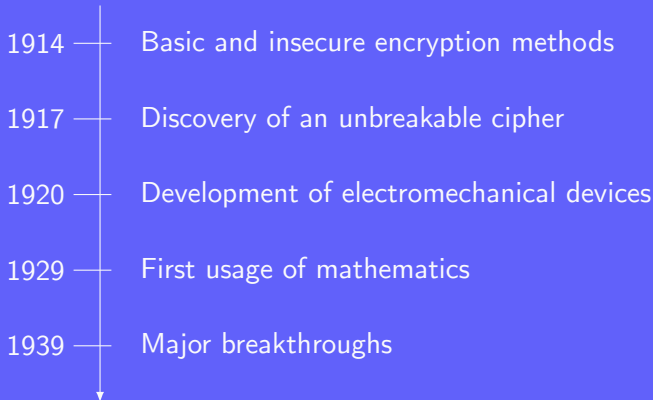 1914 Basic and insecure encryption methods
1917 Discovery of an unbreakable cipher
1920 Development of electromechanical devices
1929 First usage of mathematics
1939 Major breakthroughs